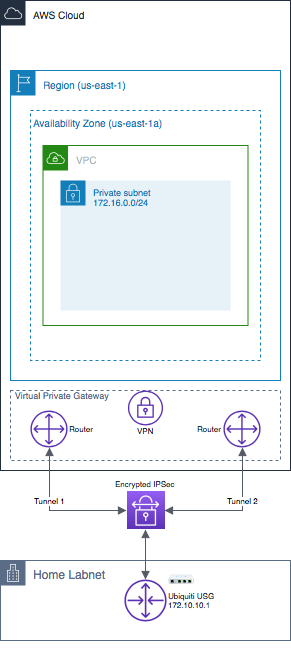 AWS Cloud
Region (us-east-1)
Availability Zone (us-east-1a)
VPC
Private subnet
172.16.0.0/24
Virtual Private Gateway
Router
VPN
Router
Encrypted IPSec
Tunnel 1
Tunnel 2
Home Labnet
Ubiquiti USG
172.10.10.1